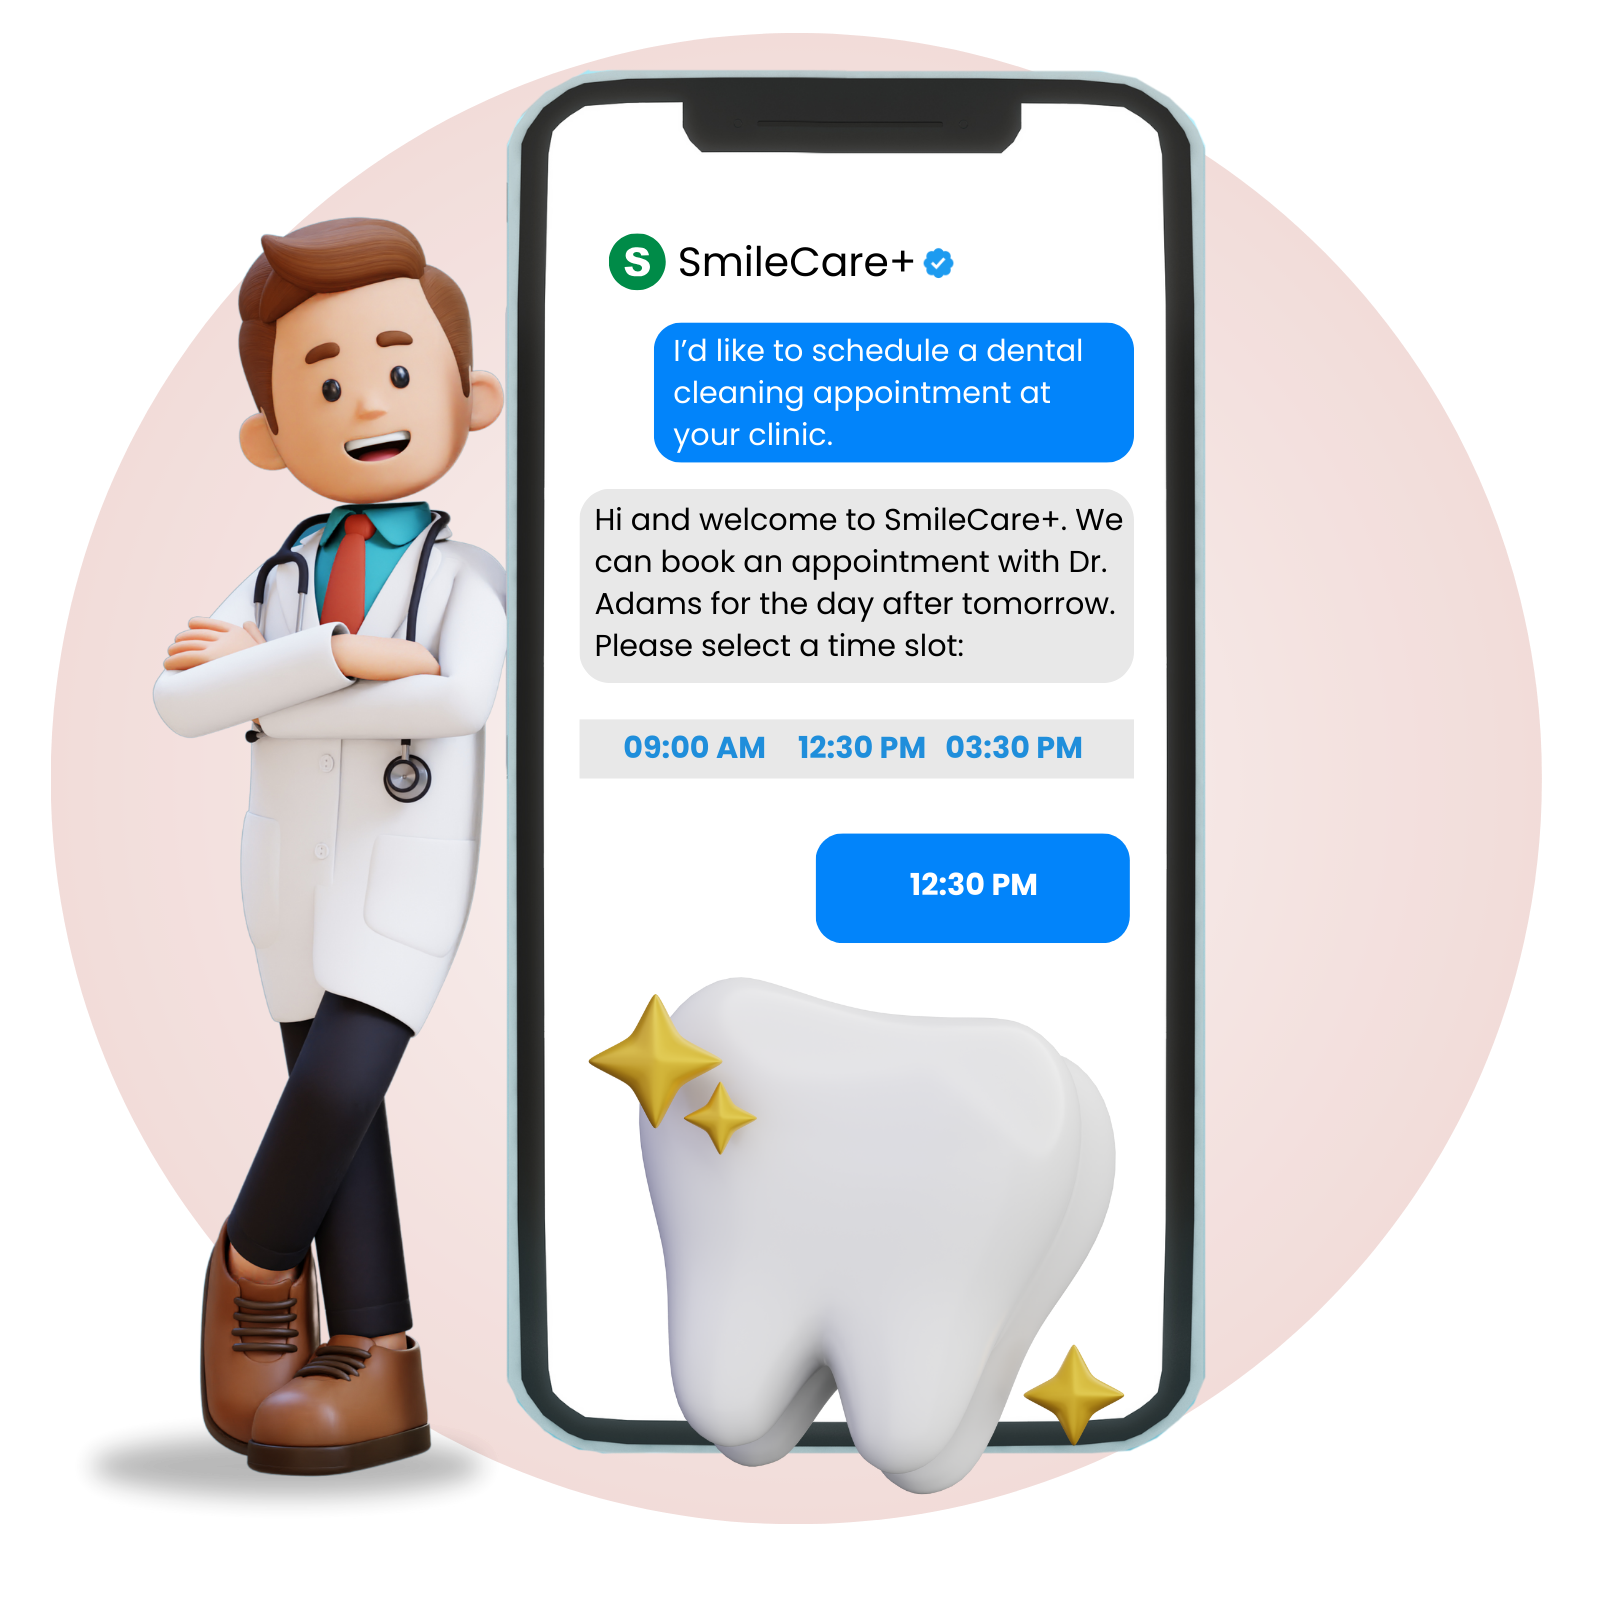 S SmileCare+
I’d like to schedule a dental
cleaning appointment at
your clinic.
Hi and welcome to SmileCare+. We
can book an appointment with Dr.
Adams for the day after tomorrow.
Please select a time slot:
09:00 AM 12:30 PM 03:30 PM
12:30 PM